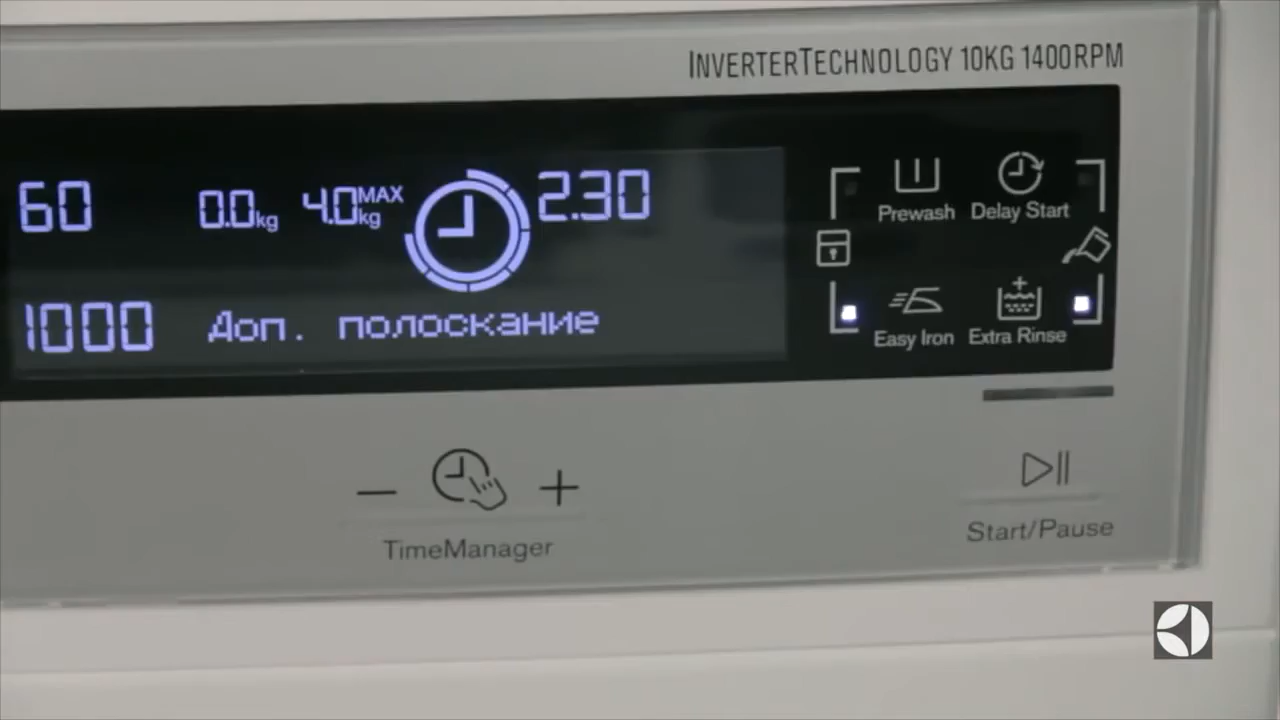 INVERTERTECHNOLOGY 10KG 1400RPM
60 0.0kg 4.0MAX kg 2.30
1000 Доп. полоскание
Prewash Delay Start
Easy Iron Extra Rinse
TimeManager
Start/Pause